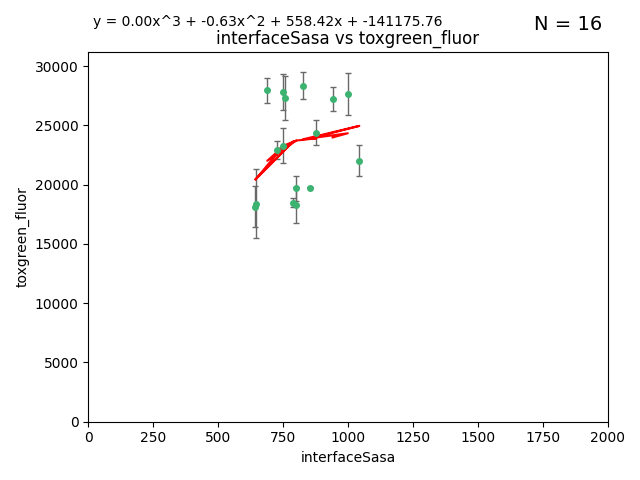 y = 0.00x^3 + -0.63x^2 + 558.42x + -141175.76
N = 16
interfaceSasa vs toxgreen_fluor
30000
25000
20000
15000
10000
5000
0
toxgreen_fluor
0 250 500 750 1000 1250 1500 1750 2000
interfaceSasa